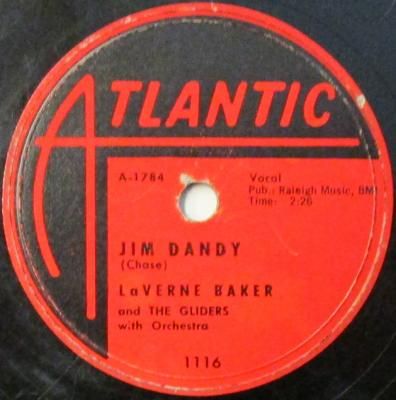 ATLANTIC
A-1784
Vocal
Pub.: Raleigh Music, BMI
Time: 2:26
JIM DANDY
(Chase)
LaVERNE BAKER
and THE GLIDERS
with Orchestra
1116